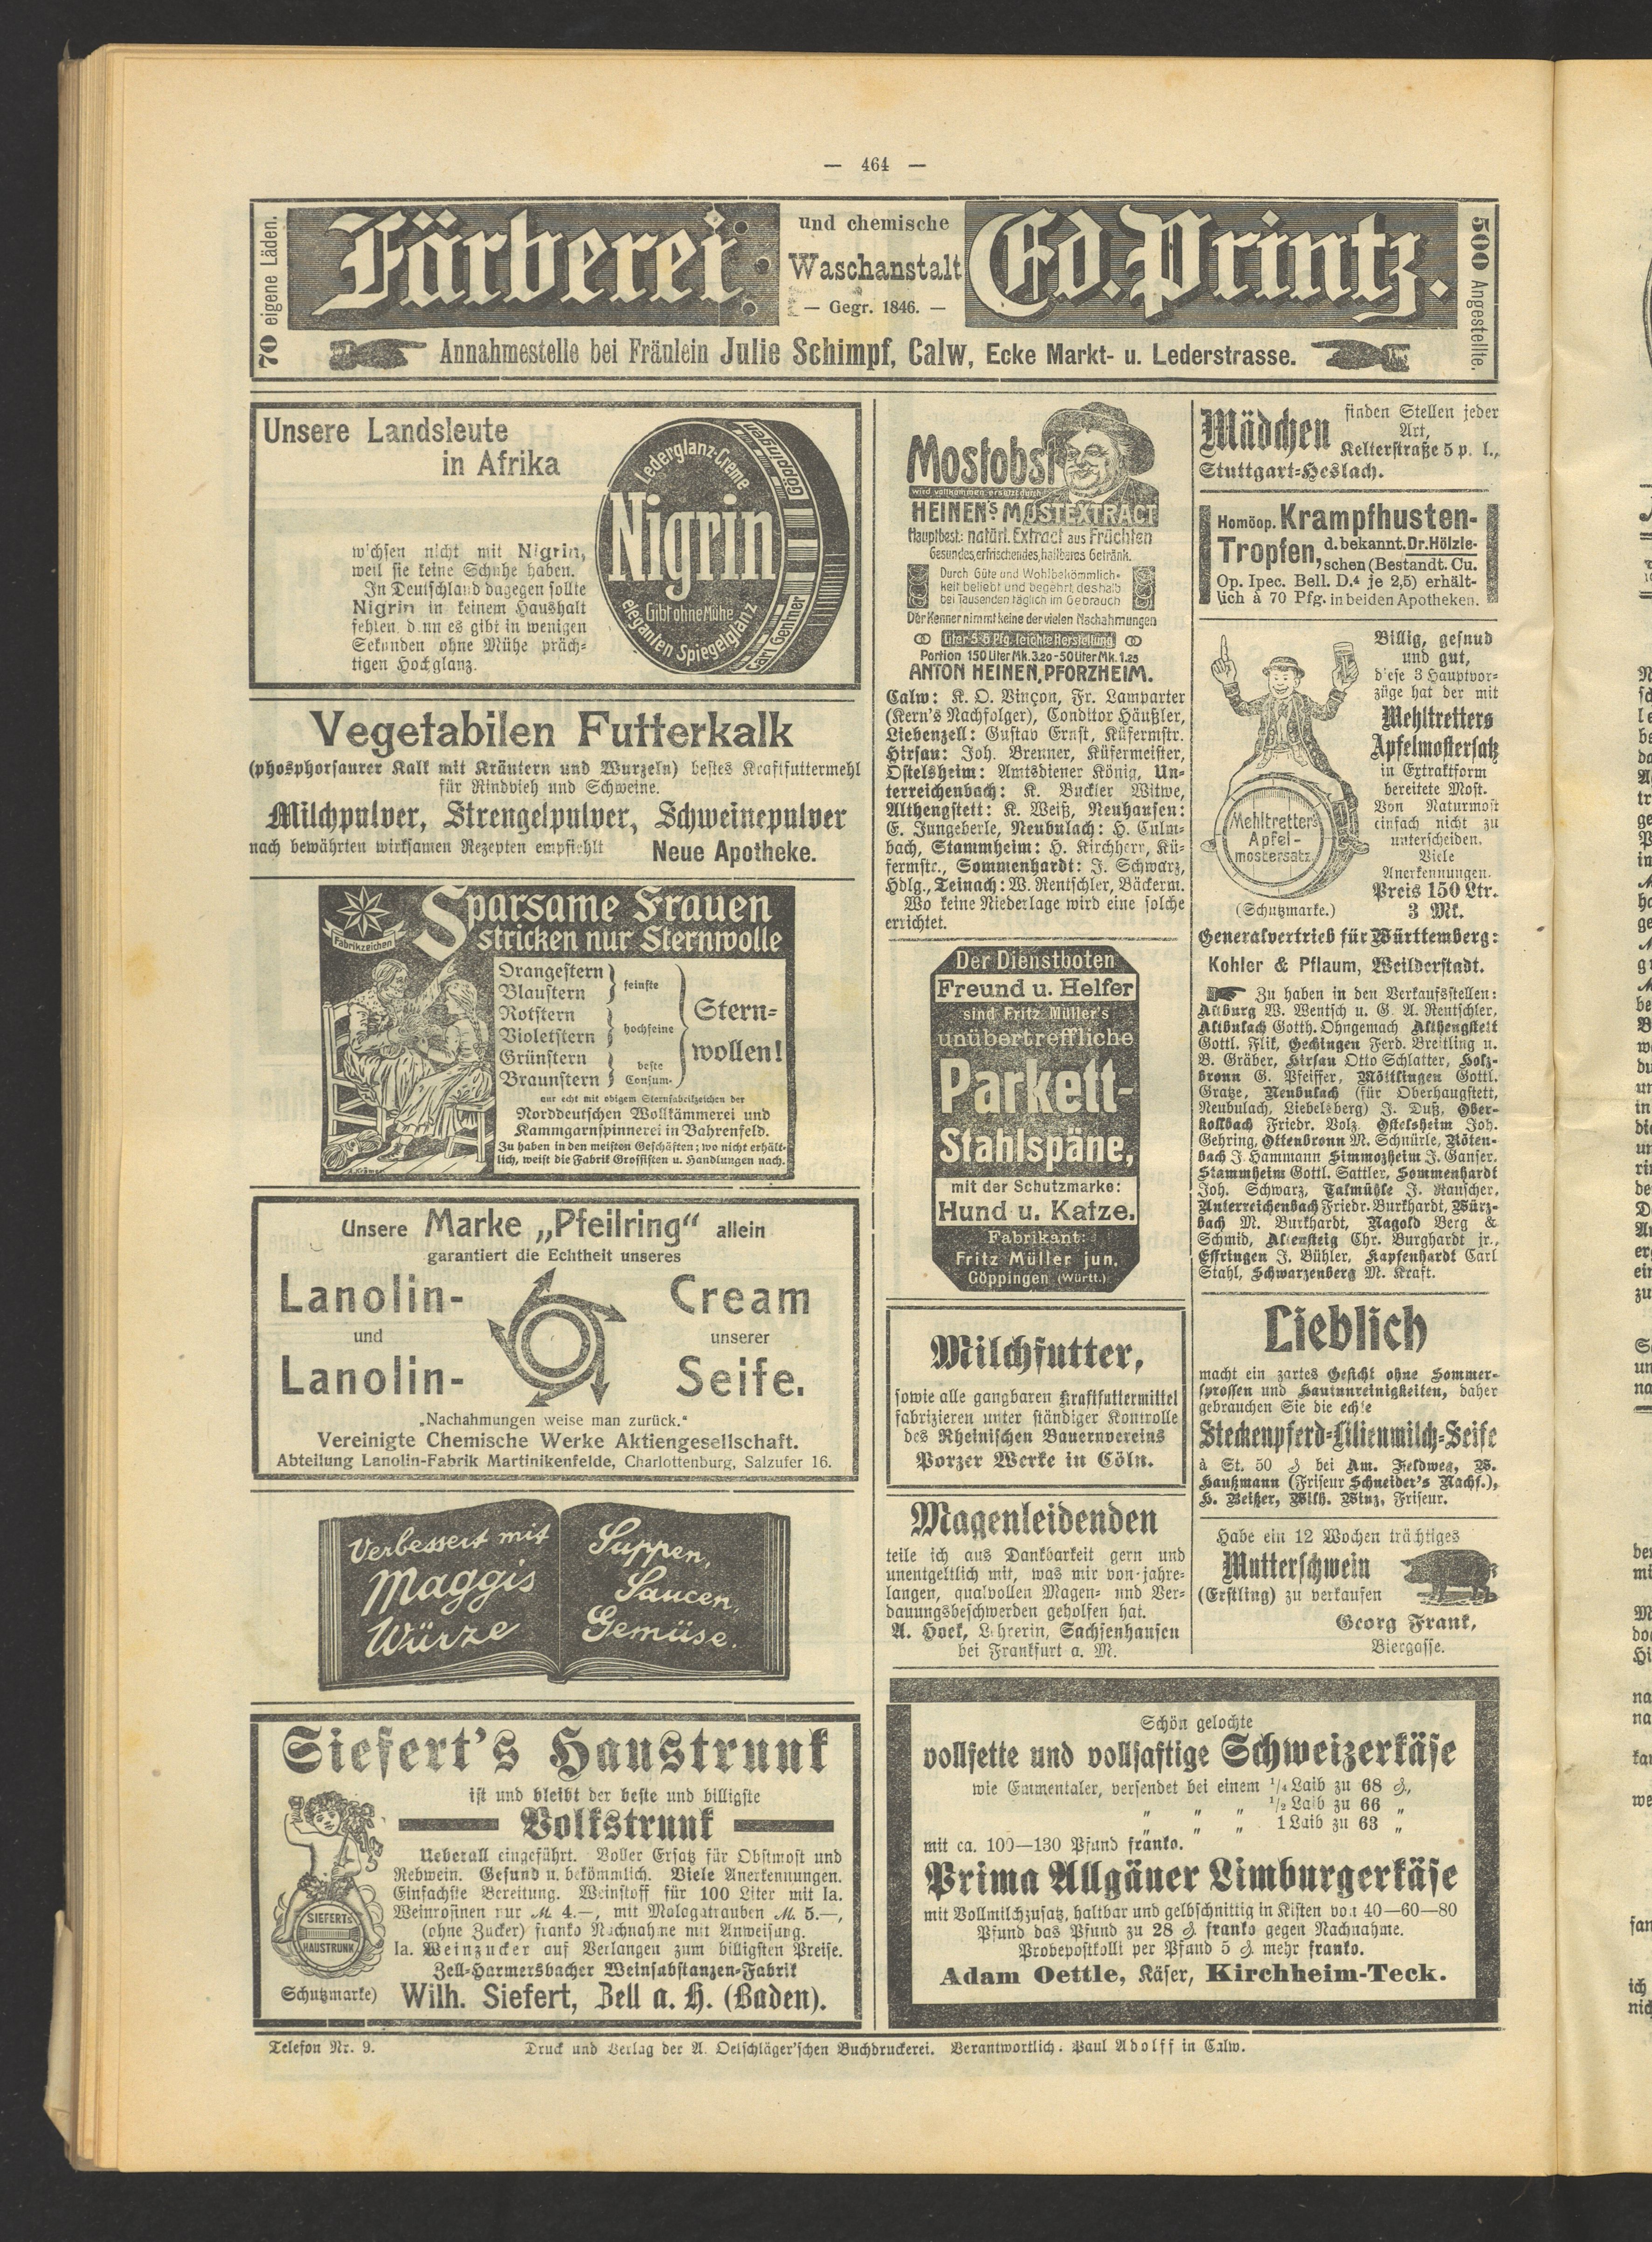 — 464 —
70 eigene Läden.
Färberei
und chemische
Waschanstalt
— Gegr. 1846. —
Ed. Printz.
500 Angestellte.
Annahmestelle bei Fräulein Julie Schimpf, Calw, Ecke Markt- u. Lederstrasse.
Unsere Landsleute
in Afrika
wichsen nicht mit Nigrin,
weil sie keine Schuhe haben.
In Deutschland dagegen sollte
Nigrin in keinem Haushalt
fehlen, denn es gibt in wenigen
Sekunden ohne Mühe präch-
tigen Hochglanz.
Lederglanz-Creme
Nigrin
Gibt ohne Mühe
eleganten Spiegelglanz
Carl Gentner
Göppingen
Vegetabilen Futterkalk
(phosphorsaurer Kalk mit Kräutern und Wurzeln) bestes Kraftfuttermehl
für Rindvieh und Schweine.
Milchpulver, Strengelpulver, Schweinepulver
nach bewährten wirksamen Rezepten empfiehlt Neue Apotheke.
Fabrikzeichen
Sparsame Frauen
stricken nur Sternwolle
Orangestern
Blaustern
feinste
Rotstern
Violetstern
hochfeine
Grünstern
Braunstern
beste
Consum-
Stern-
wollen!
nur echt mit obigem Sternfabrikzeichen der
Norddeutschen Wollkämmerei und
Kammgarnspinnerei in Bahrenfeld.
Zu haben in den meisten Geschäften; wo nicht erhält-
lich, weist die Fabrik Grossisten u. Handlungen nach.
Unsere Marke „Pfeilring“ allein
garantiert die Echtheit unseres
Lanolin- Cream
und unserer
Lanolin- Seife.
„Nachahmungen weise man zurück.“
Vereinigte Chemische Werke Aktiengesellschaft.
Abteilung Lanolin-Fabrik Martinikenfelde, Charlottenburg, Salzufer 16.
Verbessert mit
Maggis
Würze
Suppen,
Saucen,
Gemüse.
Siefert's Haustrunk
ist und bleibt der beste und billigste
Volkstrunk
Ueberall eingeführt. Voller Ersatz für Obstmost und
Rebwein. Gesund u. bekömmlich. Viele Anerkennungen.
Einfachste Bereitung. Weinstoff für 100 Liter mit Ia.
Weinrosinen nur M. 4.—, mit Malagatrauben M. 5.—,
(ohne Zucker) franko Nachnahme mit Anweisung.
Ia. Weinzucker auf Verlangen zum billigsten Preise.
Zell-Harmersbacher Weinsubstanzen-Fabrik
Wilh. Siefert, Zell a. H. (Baden).
SIEFERTS
HAUSTRUNK
Schutzmarke)
Mostobst
wird vollkommen ersetzt durch
HEINEN'S MOSTEXTRACT
Hauptbest.: natürl. Extract aus Früchten
Gesundes, erfrischendes, haltbares Getränk.
Durch Güte und Wohlbekömmlich-
keit beliebt und begehrt, deshalb
bei Tausenden täglich im Gebrauch
Der Kenner nimmt keine der vielen Nachahmungen
Liter 5-6 Pfg. leichte Herstellung
Portion 150 Liter Mk. 3.20 - 50 Liter Mk. 1.25
ANTON HEINEN, PFORZHEIM.
Calw: K. O. Vinçon, Fr. Lamparter
(Kern's Nachfolger), Conditor Häußler,
Liebenzell: Gustav Ernst, Küfermstr.
Hirsau: Joh. Brenner, Küfermeister,
Ostelsheim: Amtsdiener König, Un-
terreichenbach: K. Buckler Witwe,
Althengstett: K. Weiß, Neuhausen:
E. Jungeberle, Neubulach: H. Culm-
bach, Stammheim: H. Kirchherr, Kü-
fermstr., Sommenhardt: J. Schwarz,
Hdlg., Teinach: W. Rentschler, Bäckerm.
Wo keine Niederlage wird eine solche
errichtet.
Der Dienstboten
Freund u. Helfer
sind Fritz Müller's
unübertreffliche
Parkett-
Stahlspäne,
mit der Schutzmarke:
Hund u. Katze.
Fabrikant:
Fritz Müller jun.
Göppingen (Württ.)
Milchfutter,
sowie alle gangbaren Kraftfuttermittel
fabrizieren unter ständiger Kontrolle
des Rheinischen Bauernvereins
Porzer Werke in Cöln.
Magenleidenden
teile ich aus Dankbarkeit gern und
unentgeltlich mit, was mir von jahre-
langen, qualvollen Magen- und Ver-
dauungsbeschwerden geholfen hat.
A. Hoek, Lehrerin, Sachsenhausen
bei Frankfurt a. M.
Mädchen finden Stellen jeder
Art,
Kelterstraße 5 p. l.,
Stuttgart-Heslach.
Homöop. Krampfhusten-
Tropfen, d. bekannt. Dr. Hölzle-
schen (Bestandt. Cu.
Op. Ipec. Bell. D.4 je 2,5) erhält-
lich à 70 Pfg. in beiden Apotheken.
Billig, gesund
und gut,
diese 3 Hauptvor-
züge hat der mit
Mehltretters
Apfelmostersatz
in Extraktform
bereitete Most.
Von Naturmost
einfach nicht zu
unterscheiden.
Viele
Anerkennungen.
Preis 150 Ltr.
3 Mk.
Mehltretter's
Apfel-
mostersatz.
(Schutzmarke.)
Generalvertrieb für Württemberg:
Kohler & Pflaum, Weilderstadt.
Zu haben in den Verkaufsstellen:
Altburg W. Wentsch u. G. A. Rentschler,
Altbulach Gotth. Ohngemach, Althengstett
Gottl. Flik, Gechingen Ferd. Breitling u.
B. Gräber, Hirsau Otto Schlatter, Holz-
bronn G. Pfeiffer, Möttlingen Gottl.
Gratze, Neubulach (für Oberhaugstett,
Neubulach, Liebelsberg) J. Duß, Ober-
kollbach Friedr. Volz, Ostelsheim Joh.
Gehring, Ottenbronn M. Schnürle, Röten-
bach J. Hammann, Simmozheim J. Ganser,
Stammheim Gottl. Sattler, Sommenhardt
Joh. Schwarz, Talmühle J. Rauscher,
Unterreichenbach Friedr. Burkhardt, Würz-
bach M. Burkhardt, Nagold Berg &
Schmid, Altensteig Chr. Burghardt jr.,
Effringen J. Bühler, Kapfenhardt Carl
Stahl, Schwarzenberg M. Kraft.
Lieblich
macht ein zartes Gesicht ohne Sommer-
sprossen und Hautunreinigkeiten, daher
gebrauchen Sie die echte
Steckenpferd-Lilienmilch-Seife
à St. 50 ₰ bei Am. Feldweg, W.
Haußmann (Friseur Schneider's Nachf.),
H. Beißer, Wilh. Winz, Friseur.
Habe ein 12 Wochen trächtiges
Mutterschwein
(Erstling) zu verkaufen
Georg Frank,
Biergasse.
Schön gelochte
vollfette und vollsaftige Schweizerkäse
wie Emmentaler, versendet bei einem 1/4 Laib zu 68 ₰,
„ „ „ 1/2 Laib zu 66 „
„ „ „ 1 Laib zu 63 „
mit ca. 100—130 Pfund franko.
Prima Allgäuer Limburgerkäse
mit Vollmilchzusatz, haltbar und gelbschnittig in Kisten von 40—60—80
Pfund das Pfund zu 28 ₰ franko gegen Nachnahme.
Probepostkolli per Pfund 5 ₰ mehr franko.
Adam Oettle, Käser, Kirchheim-Teck.
Telefon Nr. 9.
Druck und Verlag der A. Oelschläger'schen Buchdruckerei. Verantwortlich: Paul Adolff in Calw.